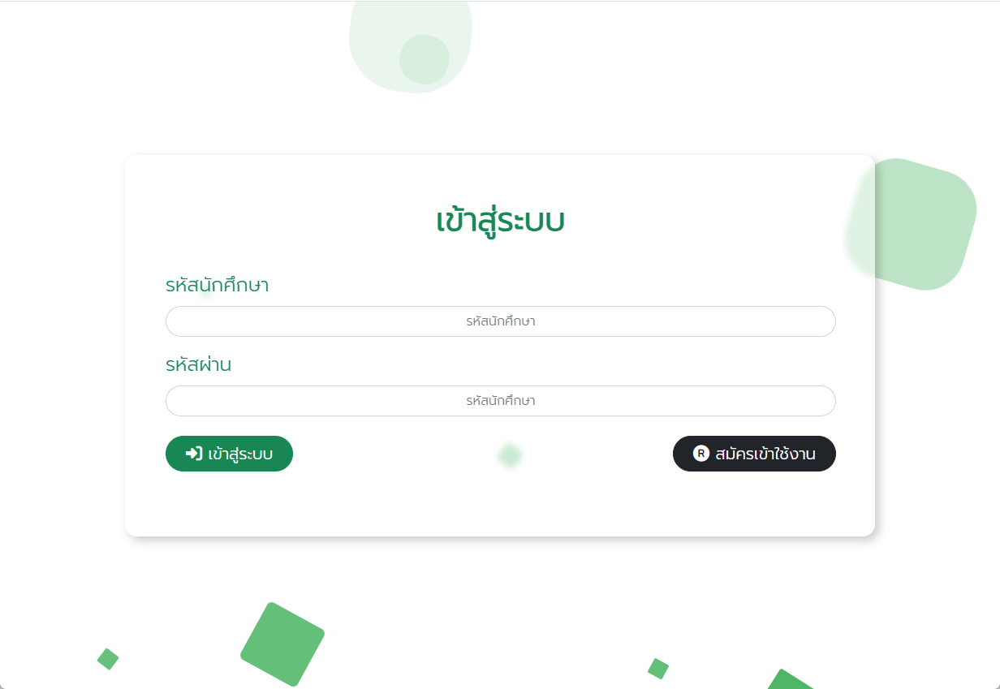 เข้าสู่ระบบ
รหัสนักศึกษา
รหัสนักศึกษา
รหัสผ่าน
รหัสนักศึกษา
เข้าสู่ระบบ
R สมัครเข้าใช้งาน